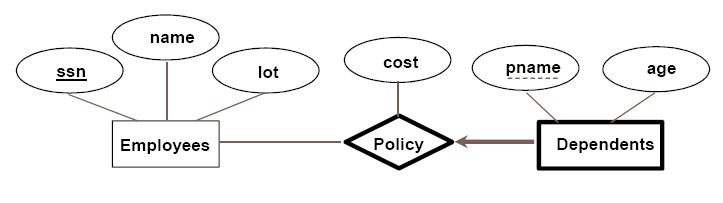 name
ssn
lot
cost
pname
age
Employees
Policy
Dependents